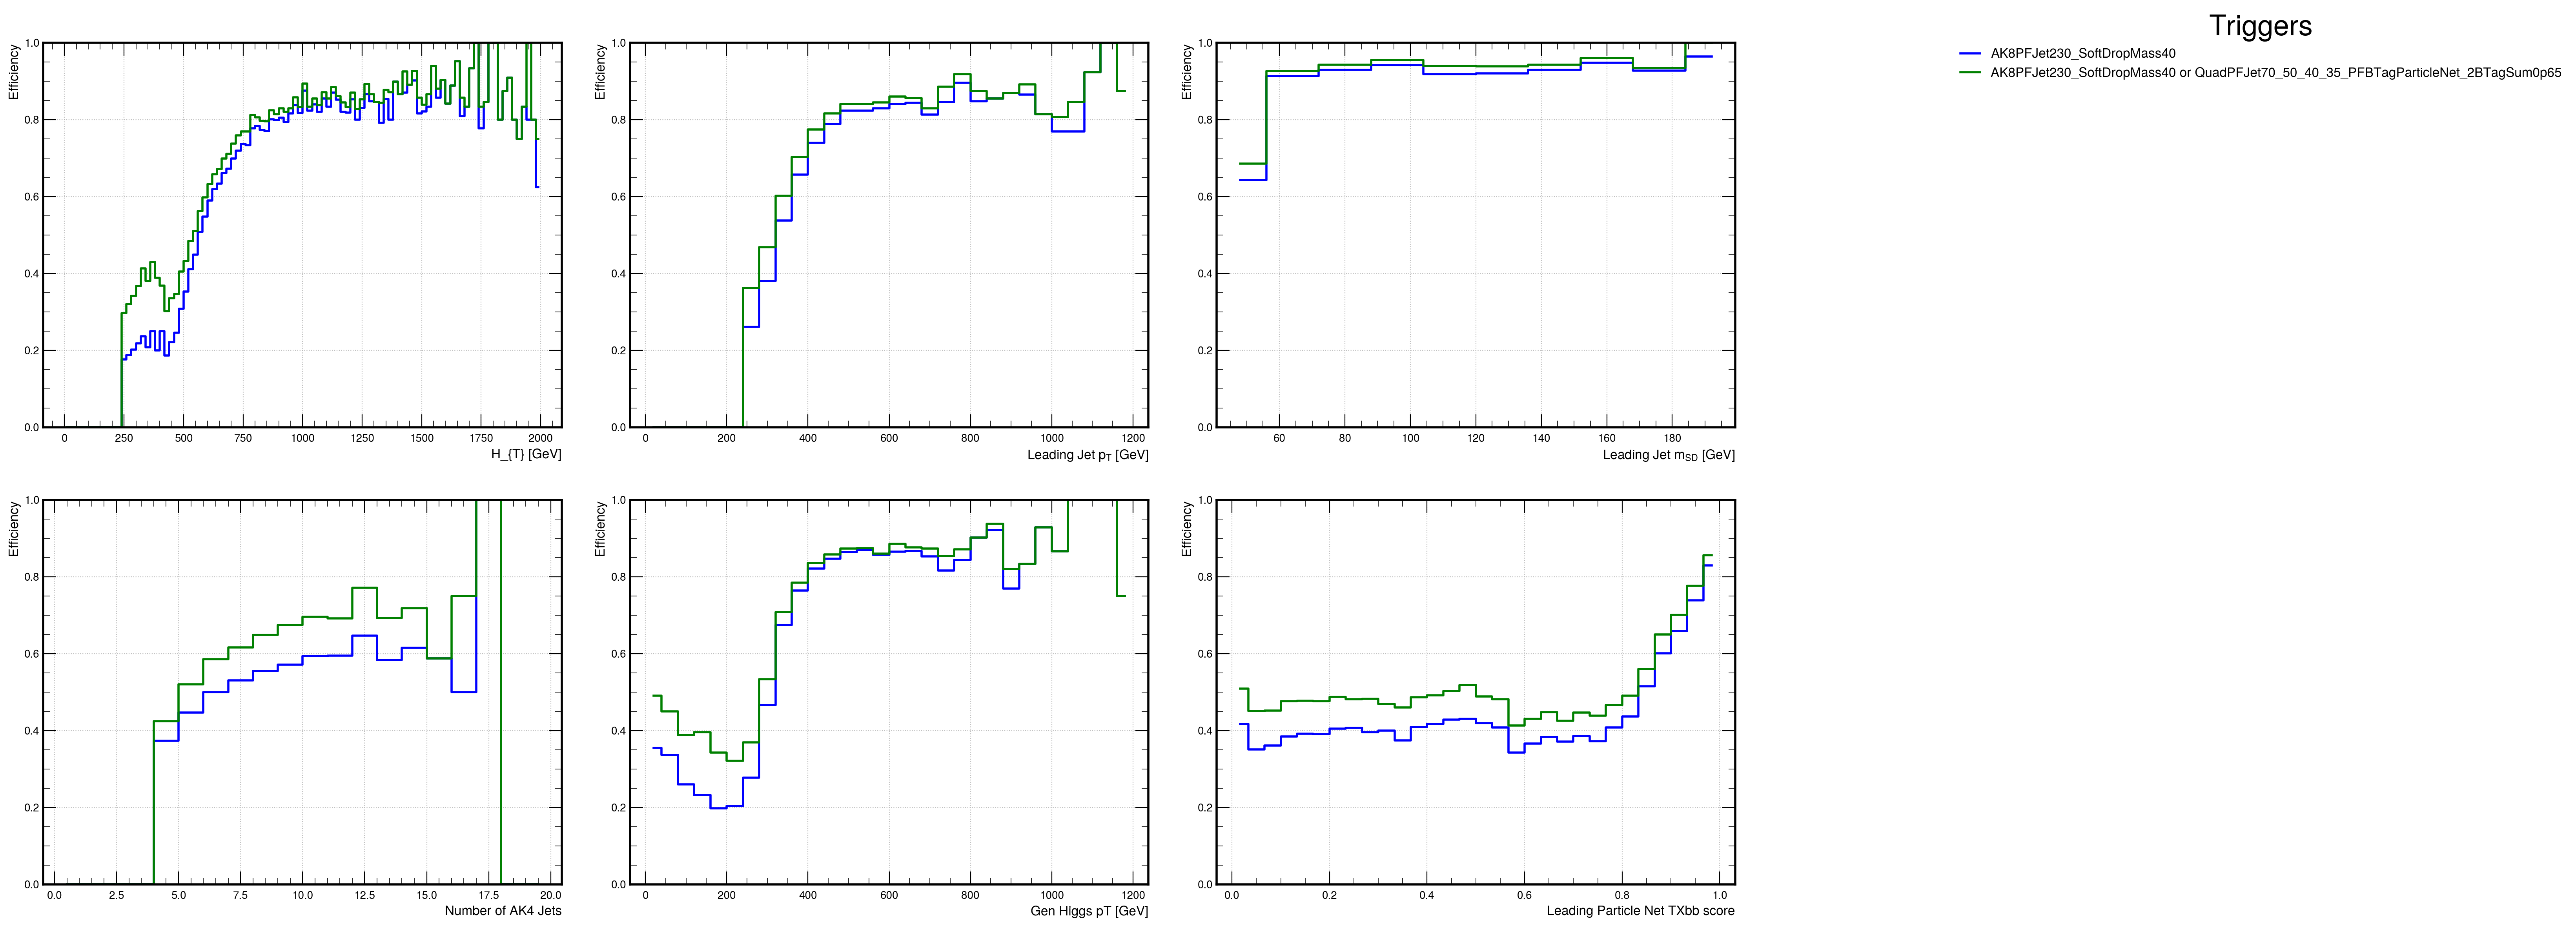 Triggers
AK8PFJet230_SoftDropMass40
AK8PFJet230_SoftDropMass40 or QuadPFJet70_50_40_35_PFBTagParticleNet_2BTagSum0p65
Efficiency
1.0
0.8
0.6
0.4
0.2
0.0
0 250 500 750 1000 1250 1500 1750 2000
H_{T} [GeV]
Efficiency
1.0
0.8
0.6
0.4
0.2
0.0
0 200 400 600 800 1000 1200
Leading Jet pT [GeV]
Efficiency
1.0
0.8
0.6
0.4
0.2
0.0
60 80 100 120 140 160 180
Leading Jet mSD [GeV]
Efficiency
1.0
0.8
0.6
0.4
0.2
0.0
0.0 2.5 5.0 7.5 10.0 12.5 15.0 17.5 20.0
Number of AK4 Jets
Efficiency
1.0
0.8
0.6
0.4
0.2
0.0
0 200 400 600 800 1000 1200
Gen Higgs pT [GeV]
Efficiency
1.0
0.8
0.6
0.4
0.2
0.0
0.0 0.2 0.4 0.6 0.8 1.0
Leading Particle Net TXbb score